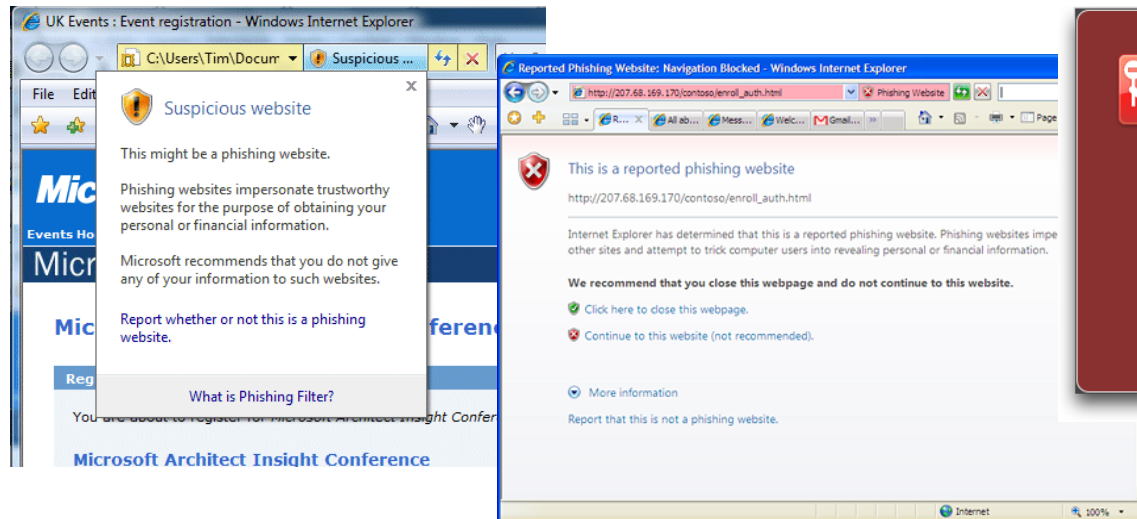 UK Events : Event registration - Windows Internet Explorer
C:\Users\Tim\Docum
Suspicious ...
File Edit
Suspicious website
x
This might be a phishing website.
Phishing websites impersonate trustworthy
websites for the purpose of obtaining your
personal or financial information.
Microsoft recommends that you do not give
any of your information to such websites.
Report whether or not this is a phishing
website.
What is Phishing Filter?
Mic
Events Ho
Micr
Mic
feren
Reg
You are about to register for Microsoft Architect Insight Confer
Microsoft Architect Insight Conference
Reported Phishing Website: Navigation Blocked - Windows Internet Explorer
http://207.68.169.170/contoso/enroll_auth.html
Phishing Website
R... X
All ab...
Mess...
Welc...
Gmail...
»
Page
This is a reported phishing website
http://207.68.169.170/contoso/enroll_auth.html
Internet Explorer has determined that this is a reported phishing website. Phishing websites impe
other sites and attempt to trick computer users into revealing personal or financial information.
We recommend that you close this webpage and do not continue to this website.
Click here to close this webpage.
Continue to this website (not recommended).
More information
Report that this is not a phishing website.
Internet
100%